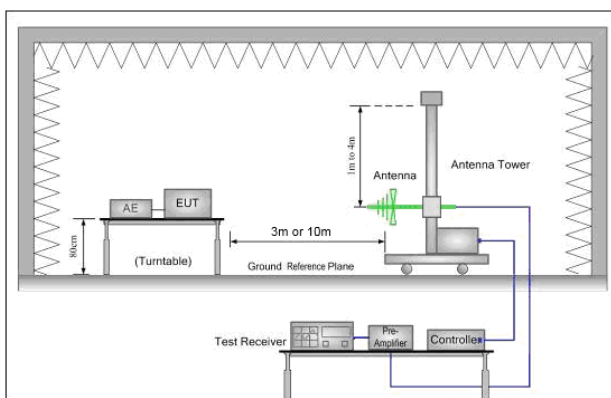 1m to 4m
Antenna
Antenna Tower
AE
EUT
3m or 10m
80cm
(Turntable)
Ground Reference Plane
Test Receiver
Pre-
Amplifier
Controller